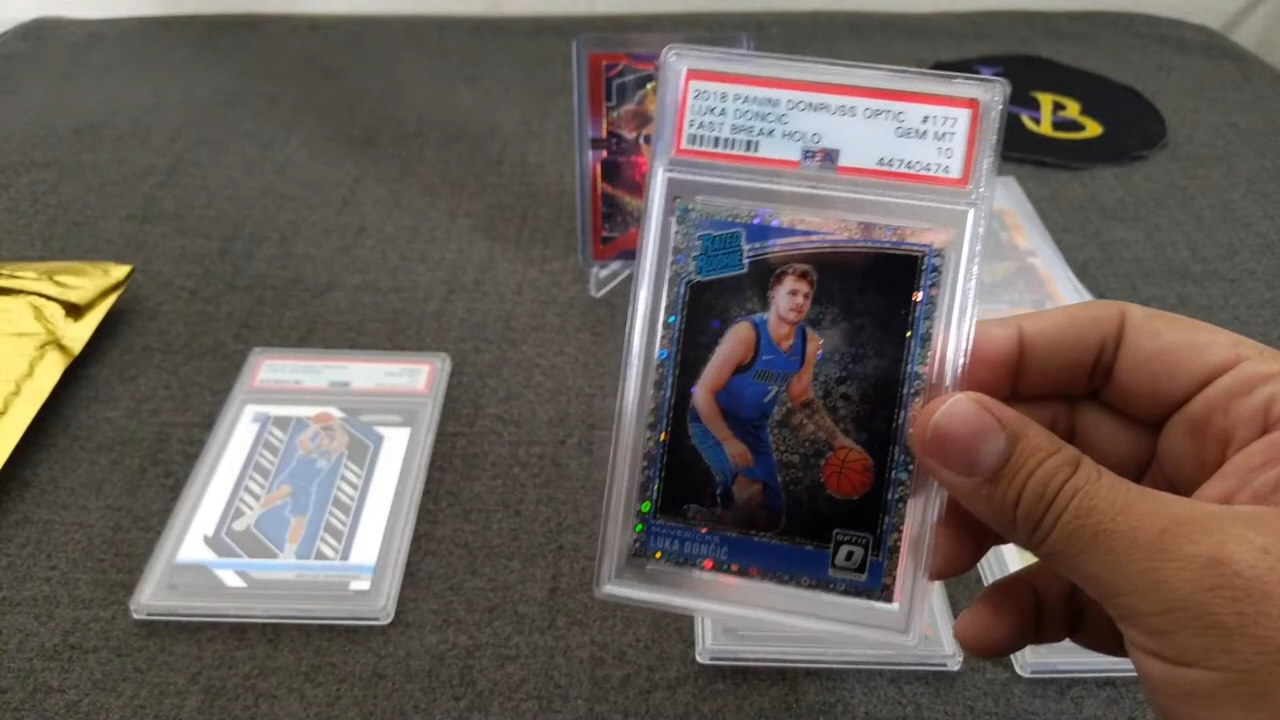 2018 PANINI DONRUSS OPTIC #177
LUKA DONCIC GEM MT
FAST BREAK HOLO 10
PSA 44740474
RATED
ROOKIE
7
MAVERICKS
LUKA DONČIĆ
OPTIC
B